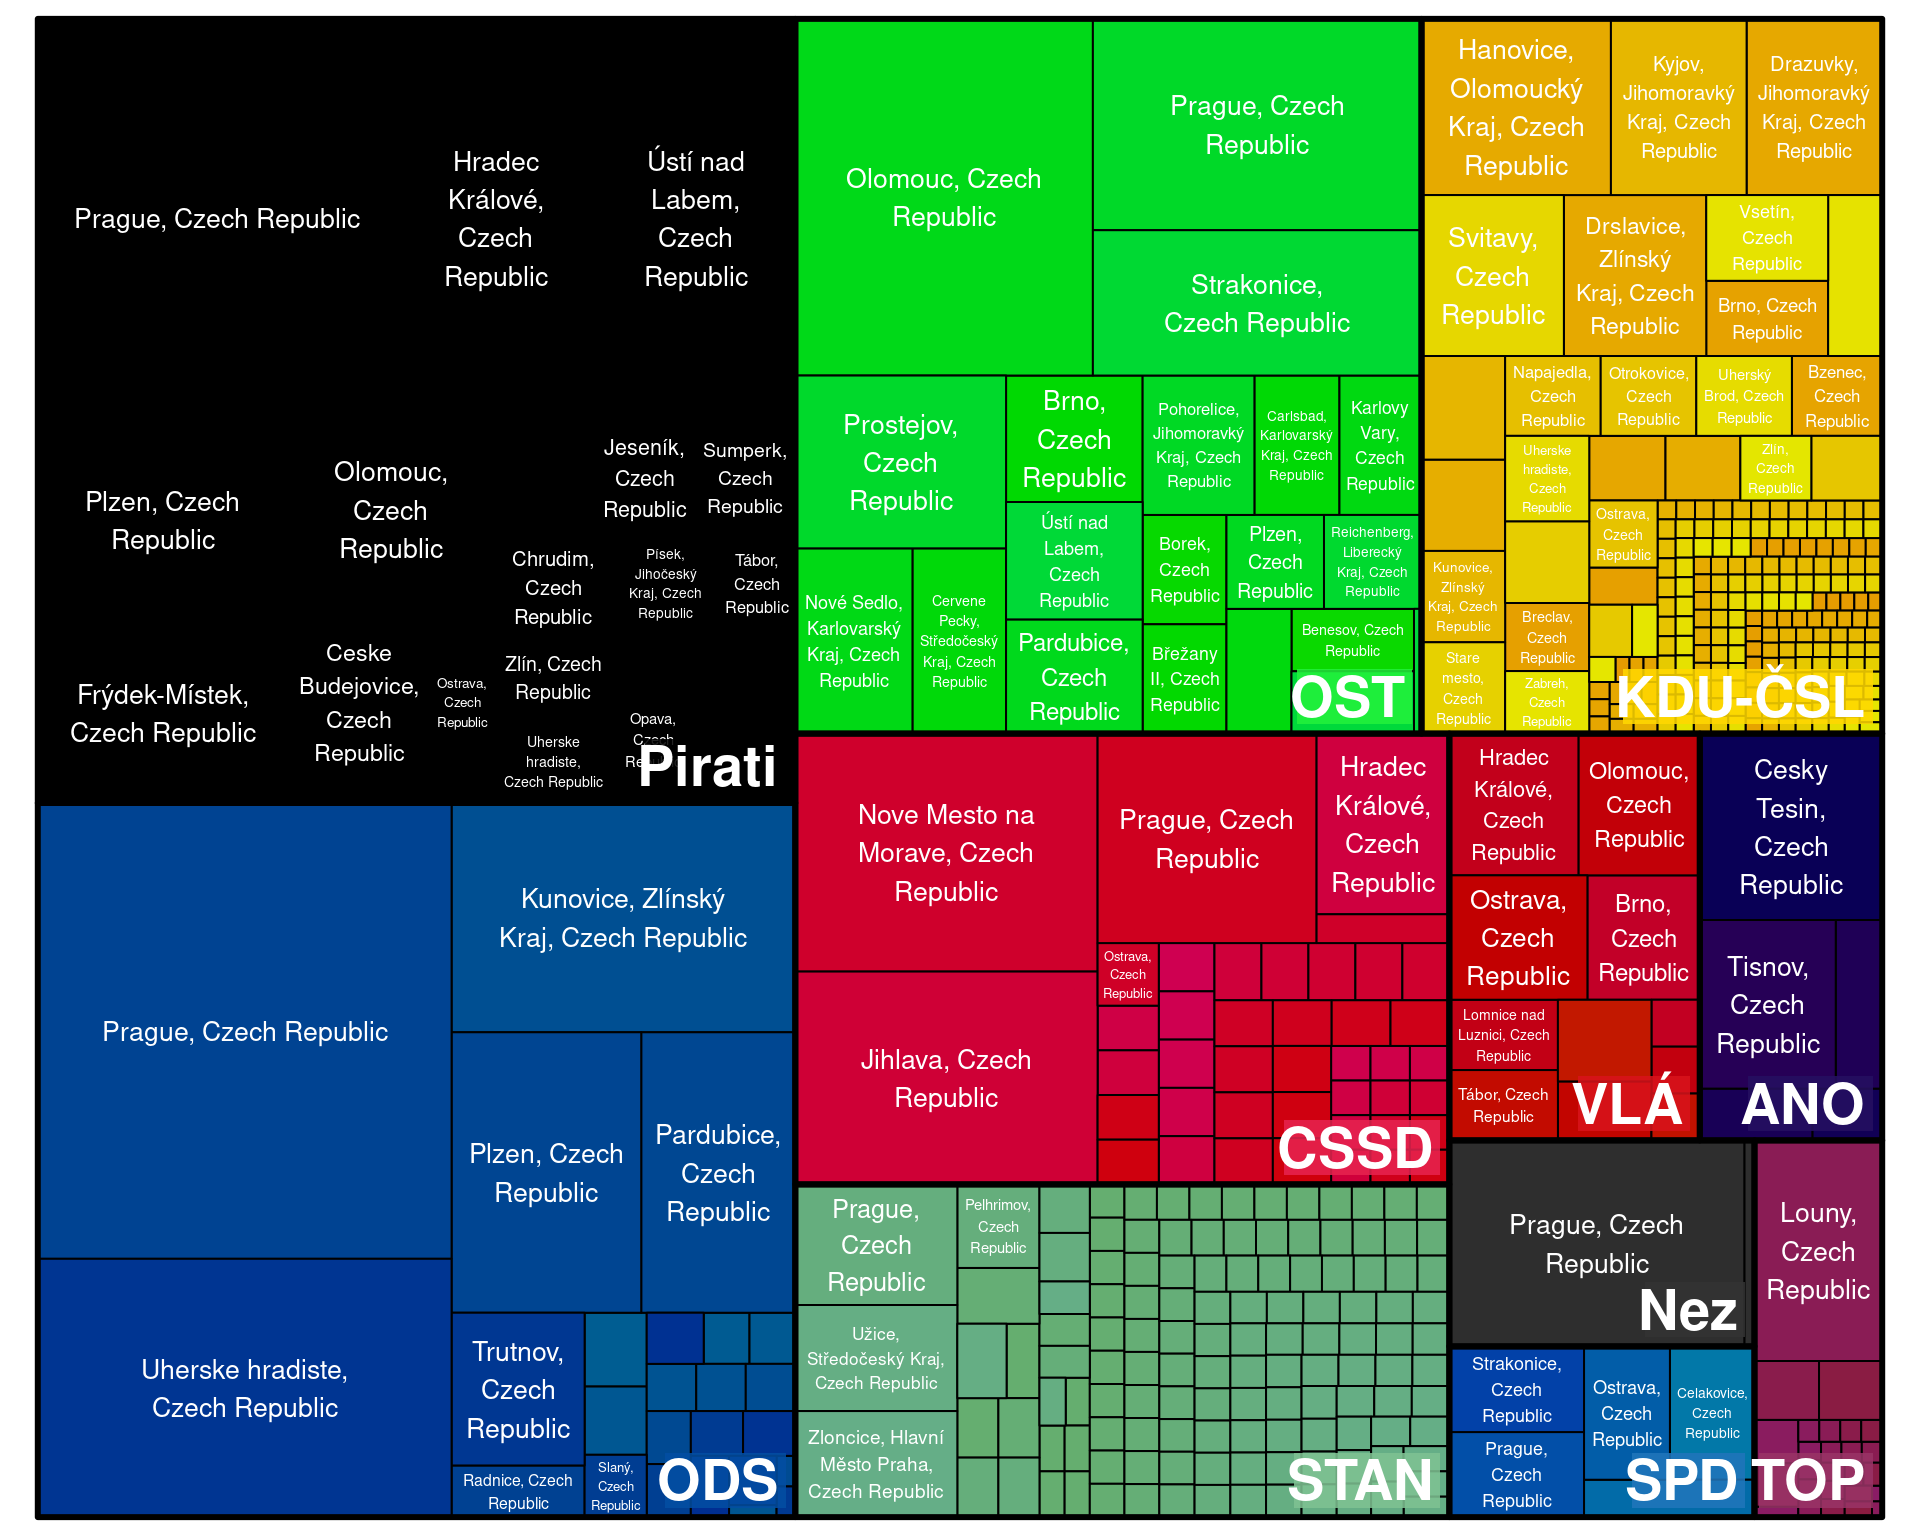 Prague, Czech Republic
Hradec
Králové,
Czech
Republic
Ústí nad
Labem,
Czech
Republic
Plzen, Czech
Republic
Olomouc,
Czech
Republic
Jeseník,
Czech
Republic
Sumperk,
Czech
Republic
Chrudim,
Czech
Republic
Písek,
Jihočeský
Kraj, Czech
Republic
Tábor,
Czech
Republic
Frýdek-Místek,
Czech Republic
Ceske
Budejovice,
Czech
Republic
Ostrava,
Czech
Republic
Zlín, Czech
Republic
Uherske
hradiste,
Czech Republic
Opava,
Pirati
Prague, Czech Republic
Kunovice, Zlínský
Kraj, Czech Republic
Plzen, Czech
Republic
Pardubice,
Czech
Republic
Uherske hradiste,
Czech Republic
Trutnov,
Czech
Republic
Radnice, Czech
Republic
Slaný,
Czech
Republic
ODS
Olomouc, Czech
Republic
Prague, Czech
Republic
Strakonice,
Czech Republic
Prostejov,
Czech
Republic
Brno,
Czech
Republic
Pohorelice,
Jihomoravký
Kraj, Czech
Republic
Carlsbad,
Karlovarský
Kraj, Czech
Republic
Karlovy
Vary,
Czech
Republic
Ústí nad
Labem,
Czech
Republic
Borek,
Czech
Republic
Plzen,
Czech
Republic
Reichenberg,
Liberecký
Kraj, Czech
Republic
Nové Sedlo,
Karlovarský
Kraj, Czech
Republic
Cervene
Pecky,
Středočeský
Kraj, Czech
Republic
Pardubice,
Czech
Republic
Břežany
II, Czech
Republic
Benesov, Czech
Republic
OST
Hanovice,
Olomoucký
Kraj, Czech
Republic
Kyjov,
Jihomoravký
Kraj, Czech
Republic
Drazuvky,
Jihomoravký
Kraj, Czech
Republic
Svitavy,
Czech
Republic
Drslavice,
Zlínský
Kraj, Czech
Republic
Vsetín,
Czech
Republic
Brno, Czech
Republic
Napajedla,
Czech
Republic
Otrokovice,
Czech
Republic
Uherský
Brod, Czech
Republic
Bzenec,
Czech
Republic
Uherske
hradiste,
Czech
Republic
Zlín,
Czech
Republic
Ostrava,
Czech
Republic
Kunovice,
Zlínský
Kraj, Czech
Republic
Breclav,
Czech
Republic
Stare
mesto,
Czech
Republic
Zabreh,
Czech
Republic
KDU-ČSL
Nove Mesto na
Morave, Czech
Republic
Prague, Czech
Republic
Hradec
Králové,
Czech
Republic
Jihlava, Czech
Republic
Ostrava,
Czech
Republic
CSSD
Hradec
Králové,
Czech
Republic
Olomouc,
Czech
Republic
Ostrava,
Czech
Republic
Brno,
Czech
Republic
Lomnice nad
Luznici, Czech
Republic
Tábor, Czech
Republic
VLÁ
Cesky
Tesin,
Czech
Republic
Tisnov,
Czech
Republic
ANO
Prague,
Czech
Republic
Pelhrimov,
Czech
Republic
Užice,
Středočeský Kraj,
Czech Republic
Zloncice, Hlavní
Město Praha,
Czech Republic
STAN
Prague, Czech
Republic
Nez
Louny,
Czech
Republic
TOP
Strakonice,
Czech
Republic
Ostrava,
Czech
Republic
Celakovice,
Czech
Republic
Prague,
Czech
Republic
SPD